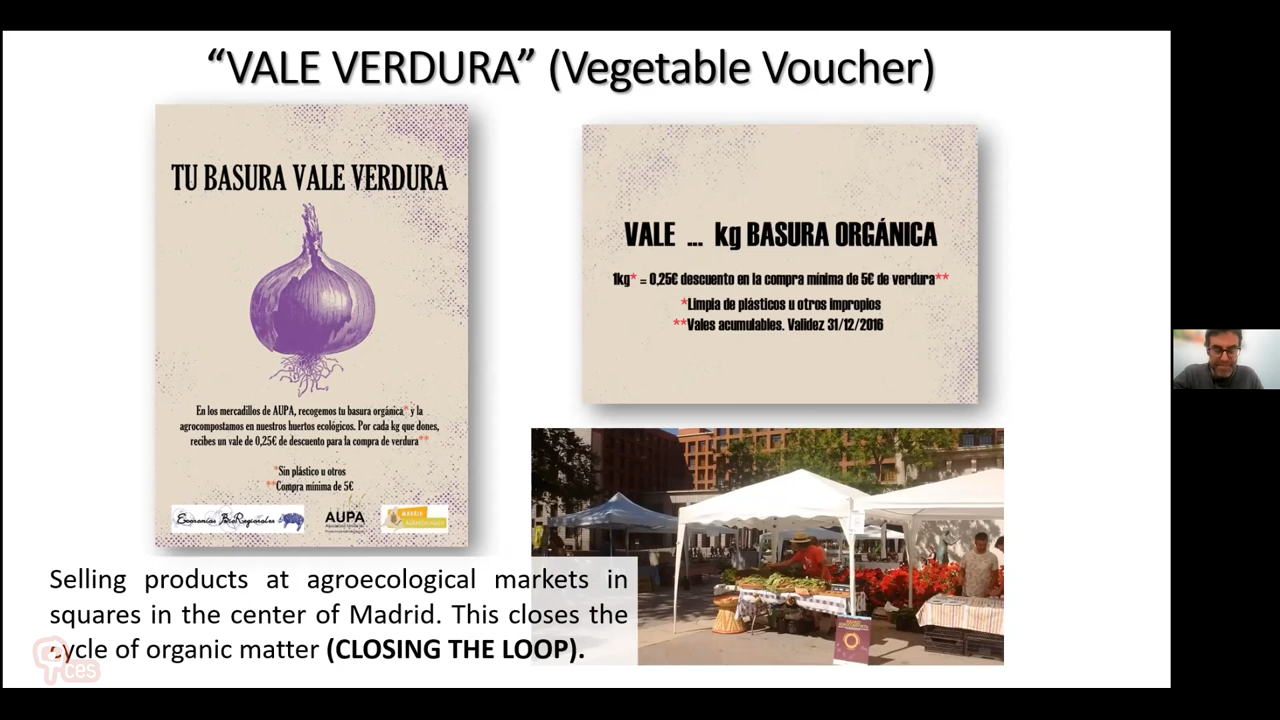 “VALE VERDURA” (Vegetable Voucher)
TU BASURA VALE VERDURA
En los mercadillos de AUPA, recogemos tu basura orgánica* y la
agrocompostamos en nuestros huertos ecológicos. Por cada kg que dones,
recibes un vale de 0,25€ de descuento para la compra de verdura**
*Sin plástico u otros
**Compra mínima de 5€
Economías BioRegionales
AUPA
MADRID
AGROECOLÓGICO
VALE ... kg BASURA ORGÁNICA
1kg* = 0,25€ descuento en la compra mínima de 5€ de verdura**
*Limpia de plásticos u otros impropios
**Vales acumulables. Validez 31/12/2016
Selling products at agroecological markets in
squares in the center of Madrid. This closes the
cycle of organic matter (CLOSING THE LOOP).
ces